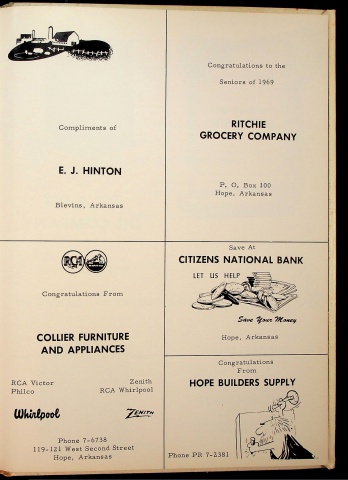 Compliments of
E. J. HINTON
Blevins, Arkansas
Congratulations to the
Seniors of 1969
RITCHIE
GROCERY COMPANY
P. O. Box 100
Hope, Arkansas
RCA
Congratulations From
COLLIER FURNITURE
AND APPLIANCES
RCA Victor
Philco
Zenith
RCA Whirlpool
Whirlpool
ZENITH
Phone 7-6738
119-121 West Second Street
Hope, Arkansas
Save At
CITIZENS NATIONAL BANK
LET US HELP
Save Your Money
Hope, Arkansas
Congratulations
From
HOPE BUILDERS SUPPLY
Phone PR 7-2381